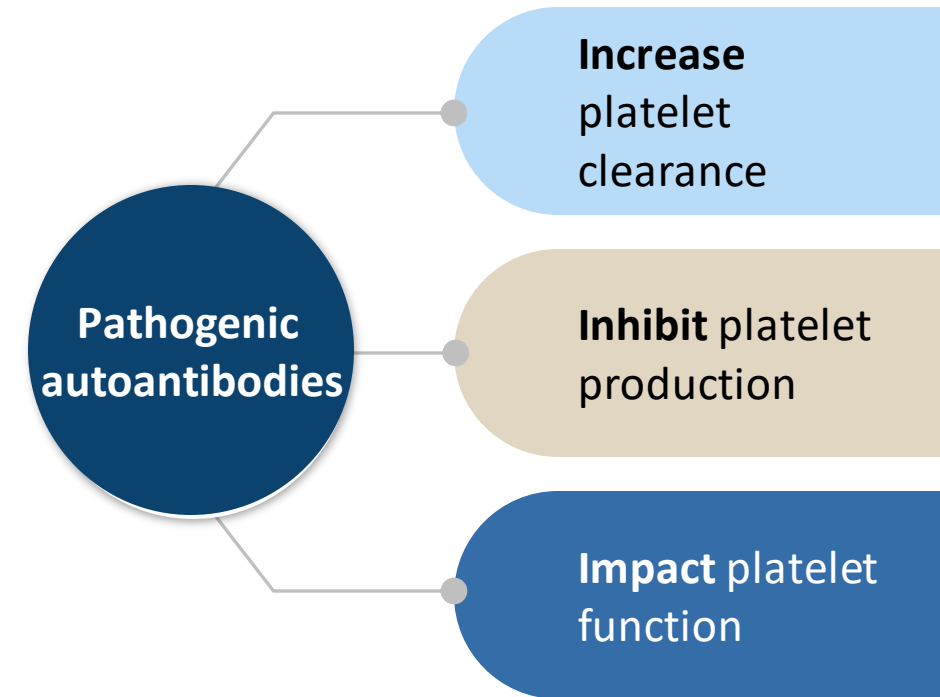 Pathogenic
autoantibodies
Increase
platelet
clearance
Inhibit platelet
production
Impact platelet
function